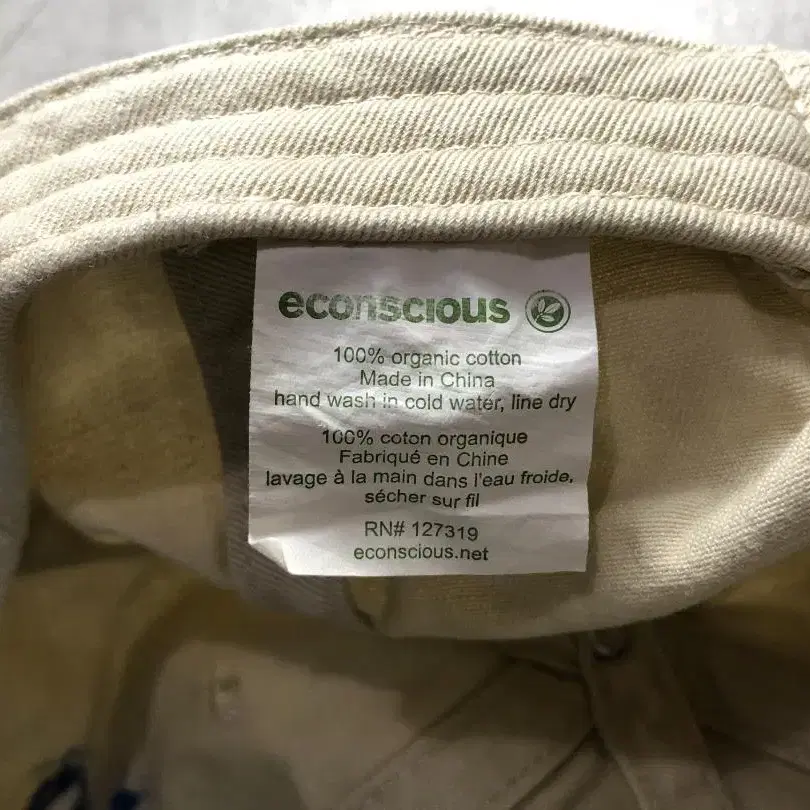 econscious
100% organic cotton
Made in China
hand wash in cold water, line dry
100% coton organique
Fabriqué en Chine
lavage à la main dans l'eau froide,
sécher sur fil
RN# 127319
econscious.net